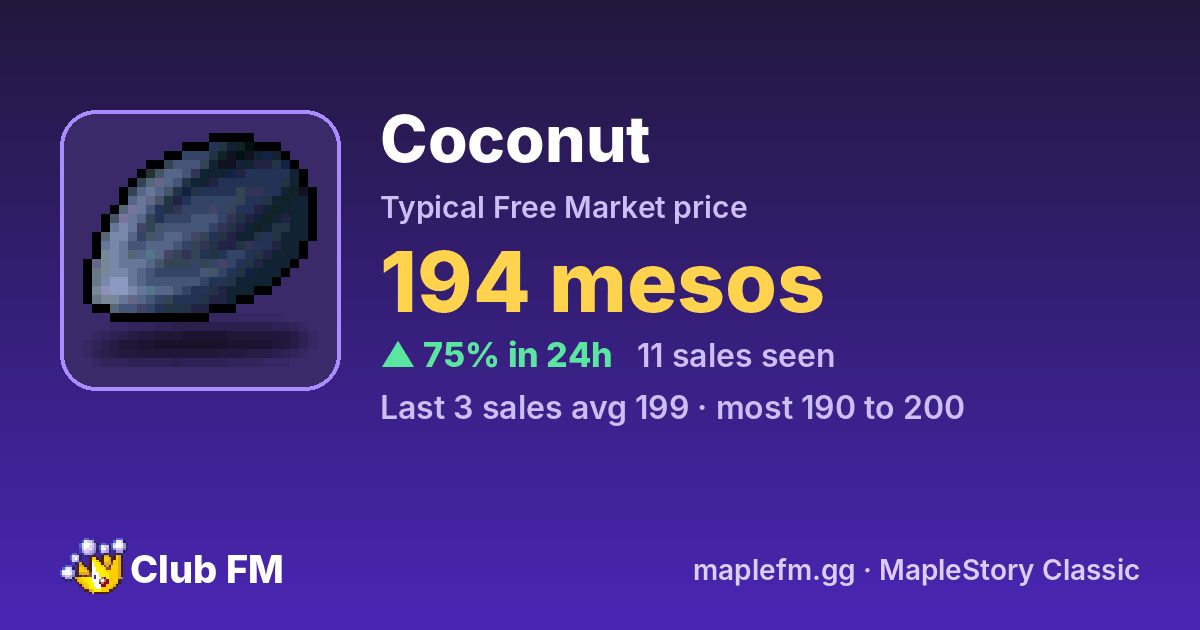 Coconut
Typical Free Market price
194 mesos
▲ 75% in 24h 11 sales seen
Last 3 sales avg 199 · most 190 to 200
Club FM
maplefm.gg · MapleStory Classic